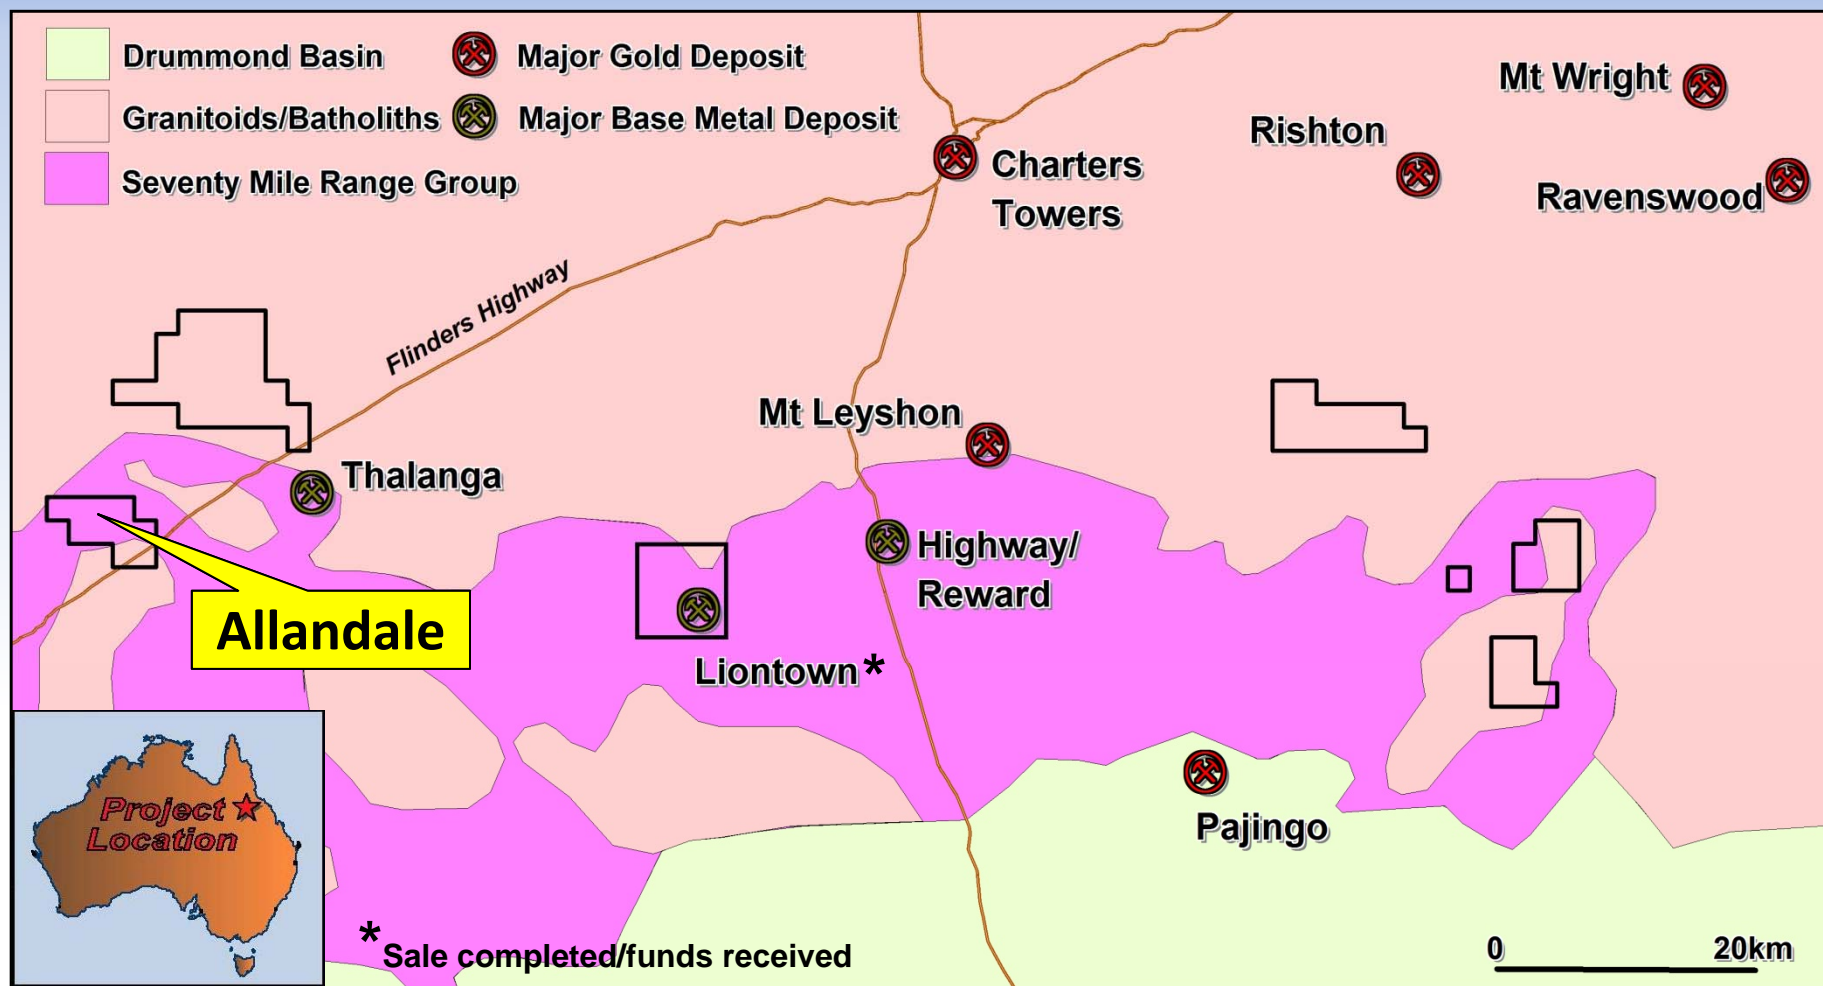 Drummond Basin
Major Gold Deposit
Granitoids/Batholiths
Major Base Metal Deposit
Seventy Mile Range Group
Mt Wright
Rishton
Charters
Towers
Ravenswood
Flinders Highway
Mt Leyshon
Thalanga
Highway/
Reward
Allandale
Liontown*
Project
Location
Pajingo
*Sale completed/funds received
0 20km